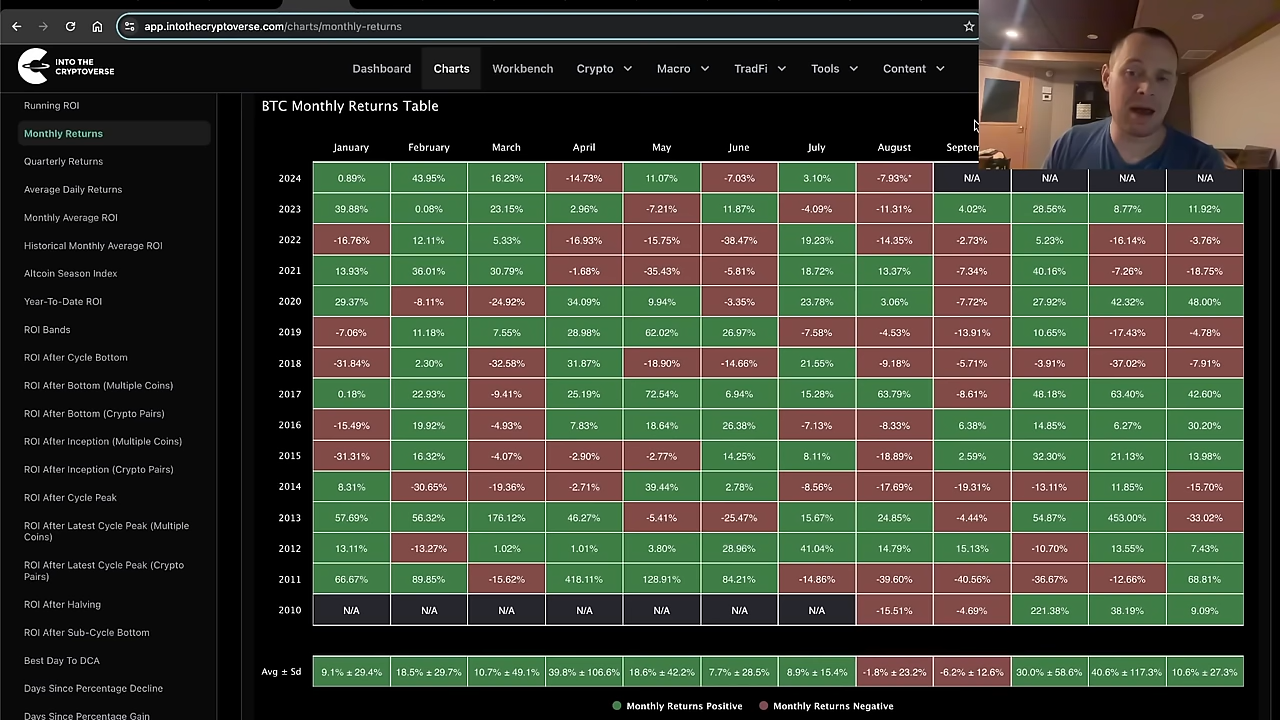 app.intothecryptoverse.com/charts/monthly-returns
INTO THE
CRYPTOVERSE
Dashboard Charts Workbench Crypto Macro TradFi Tools Content
Running ROI
Monthly Returns
Quarterly Returns
Average Daily Returns
Monthly Average ROI
Historical Monthly Average ROI
Altcoin Season Index
Year-To-Date ROI
ROI Bands
ROI After Cycle Bottom
ROI After Bottom (Multiple Coins)
ROI After Bottom (Crypto Pairs)
ROI After Inception (Multiple Coins)
ROI After Inception (Crypto Pairs)
ROI After Cycle Peak
ROI After Latest Cycle Peak (Multiple
Coins)
ROI After Latest Cycle Peak (Crypto
Pairs)
ROI After Halving
ROI After Sub-Cycle Bottom
Best Day To DCA
Days Since Percentage Decline
Days Since Percentage Gain
BTC Monthly Returns Table
January February March April May June July August Septem
2024 0.89% 43.95% 16.23% -14.73% 11.07% -7.03% 3.10% -7.93%* N/A N/A N/A N/A
2023 39.88% 0.08% 23.15% 2.96% -7.21% 11.87% -4.09% -11.31% 4.02% 28.56% 8.77% 11.92%
2022 -16.76% 12.11% 5.33% -16.93% -15.75% -38.47% 19.23% -14.35% -2.73% 5.23% -16.14% -3.76%
2021 13.93% 36.01% 30.79% -1.68% -35.43% -5.81% 18.72% 13.37% -7.34% 40.16% -7.26% -18.75%
2020 29.37% -8.11% -24.92% 34.09% 9.94% -3.35% 23.78% 3.06% -7.72% 27.92% 42.32% 48.00%
2019 -7.06% 11.18% 7.55% 28.98% 62.02% 26.97% -7.58% -4.53% -13.91% 10.65% -17.43% -4.78%
2018 -31.84% 2.30% -32.58% 31.87% -18.90% -14.66% 21.55% -9.18% -5.71% -3.91% -37.02% -7.91%
2017 0.18% 22.93% -9.41% 25.19% 72.54% 6.94% 15.28% 63.79% -8.61% 48.18% 63.40% 42.60%
2016 -15.49% 19.92% -4.93% 7.83% 18.64% 26.38% -7.13% -8.33% 6.38% 14.85% 6.27% 30.20%
2015 -31.31% 16.32% -4.07% -2.90% -2.77% 14.25% 8.11% -18.89% 2.59% 32.30% 21.13% 13.98%
2014 8.31% -30.65% -19.36% -2.71% 39.44% 2.78% -8.56% -17.69% -19.31% -13.11% 11.85% -15.70%
2013 57.69% 56.32% 176.12% 46.27% -5.41% -25.47% 15.67% 24.85% -4.44% 54.87% 453.00% -33.02%
2012 13.11% -13.27% 1.02% 1.01% 3.80% 28.96% 41.04% 14.79% 15.13% -10.70% 13.55% 7.43%
2011 66.67% 89.85% -15.62% 418.11% 128.91% 84.21% -14.86% -39.60% -40.56% -36.67% -12.66% 68.81%
2010 N/A N/A N/A N/A N/A N/A N/A -15.51% -4.69% 221.38% 38.19% 9.09%
Avg ± Sd 9.1% ± 29.4% 18.5% ± 29.7% 10.7% ± 49.1% 39.8% ± 106.6% 18.6% ± 42.2% 7.7% ± 28.5% 8.9% ± 15.4% -1.8% ± 23.2% -6.2% ± 12.6% 30.0% ± 58.6% 40.6% ± 117.3% 10.6% ± 27.3%
Monthly Returns Positive Monthly Returns Negative